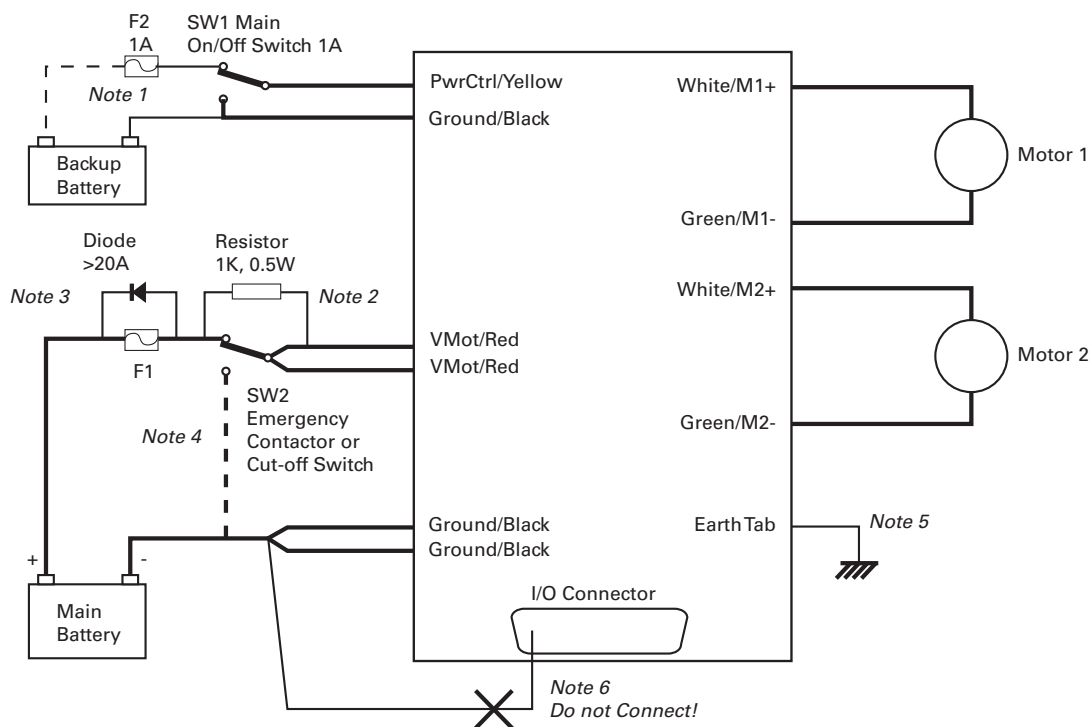 F2
1A
SW1 Main
On/Off Switch 1A
Note 1
Backup
Battery
PwrCtrl/Yellow
Ground/Black
White/M1+
Motor 1
Green/M1-
Diode
>20A
Resistor
1K, 0.5W
Note 3
Note 2
F1
VMot/Red
VMot/Red
White/M2+
Motor 2
Green/M2-
SW2
Emergency
Contactor or
Cut-off Switch
Note 4
Ground/Black
Ground/Black
Earth Tab
Note 5
+
-
Main
Battery
I/O Connector
Note 6
Do not Connect!